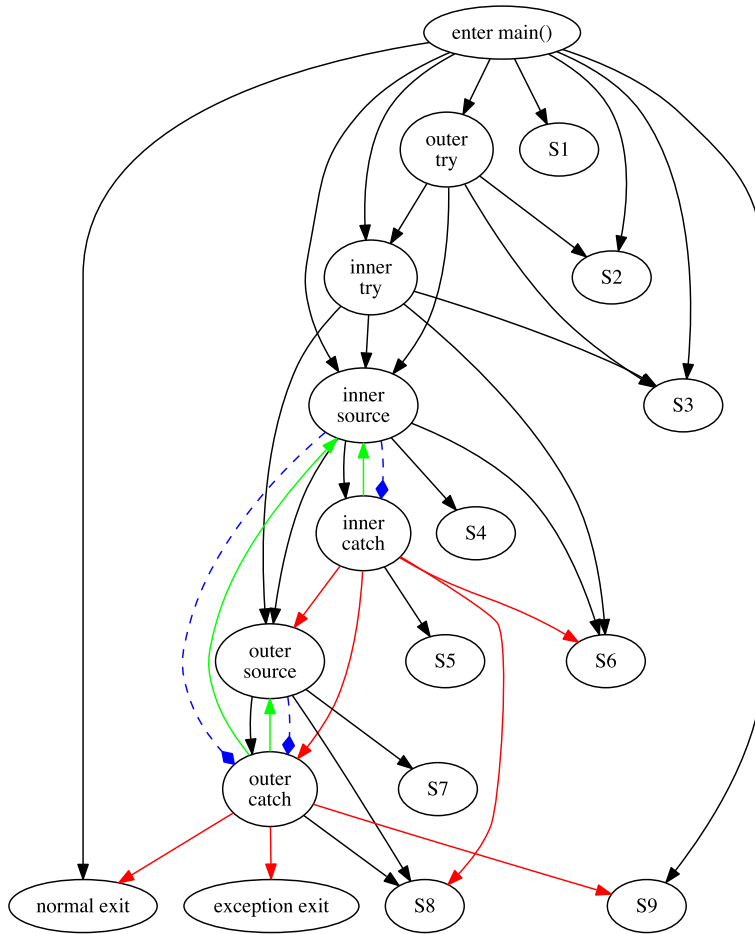 enter main()
outer
try
S1
inner
try
S2
inner
source
S3
inner
catch
S4
outer
source
S5
S6
outer
catch
S7
normal exit
exception exit
S8
S9